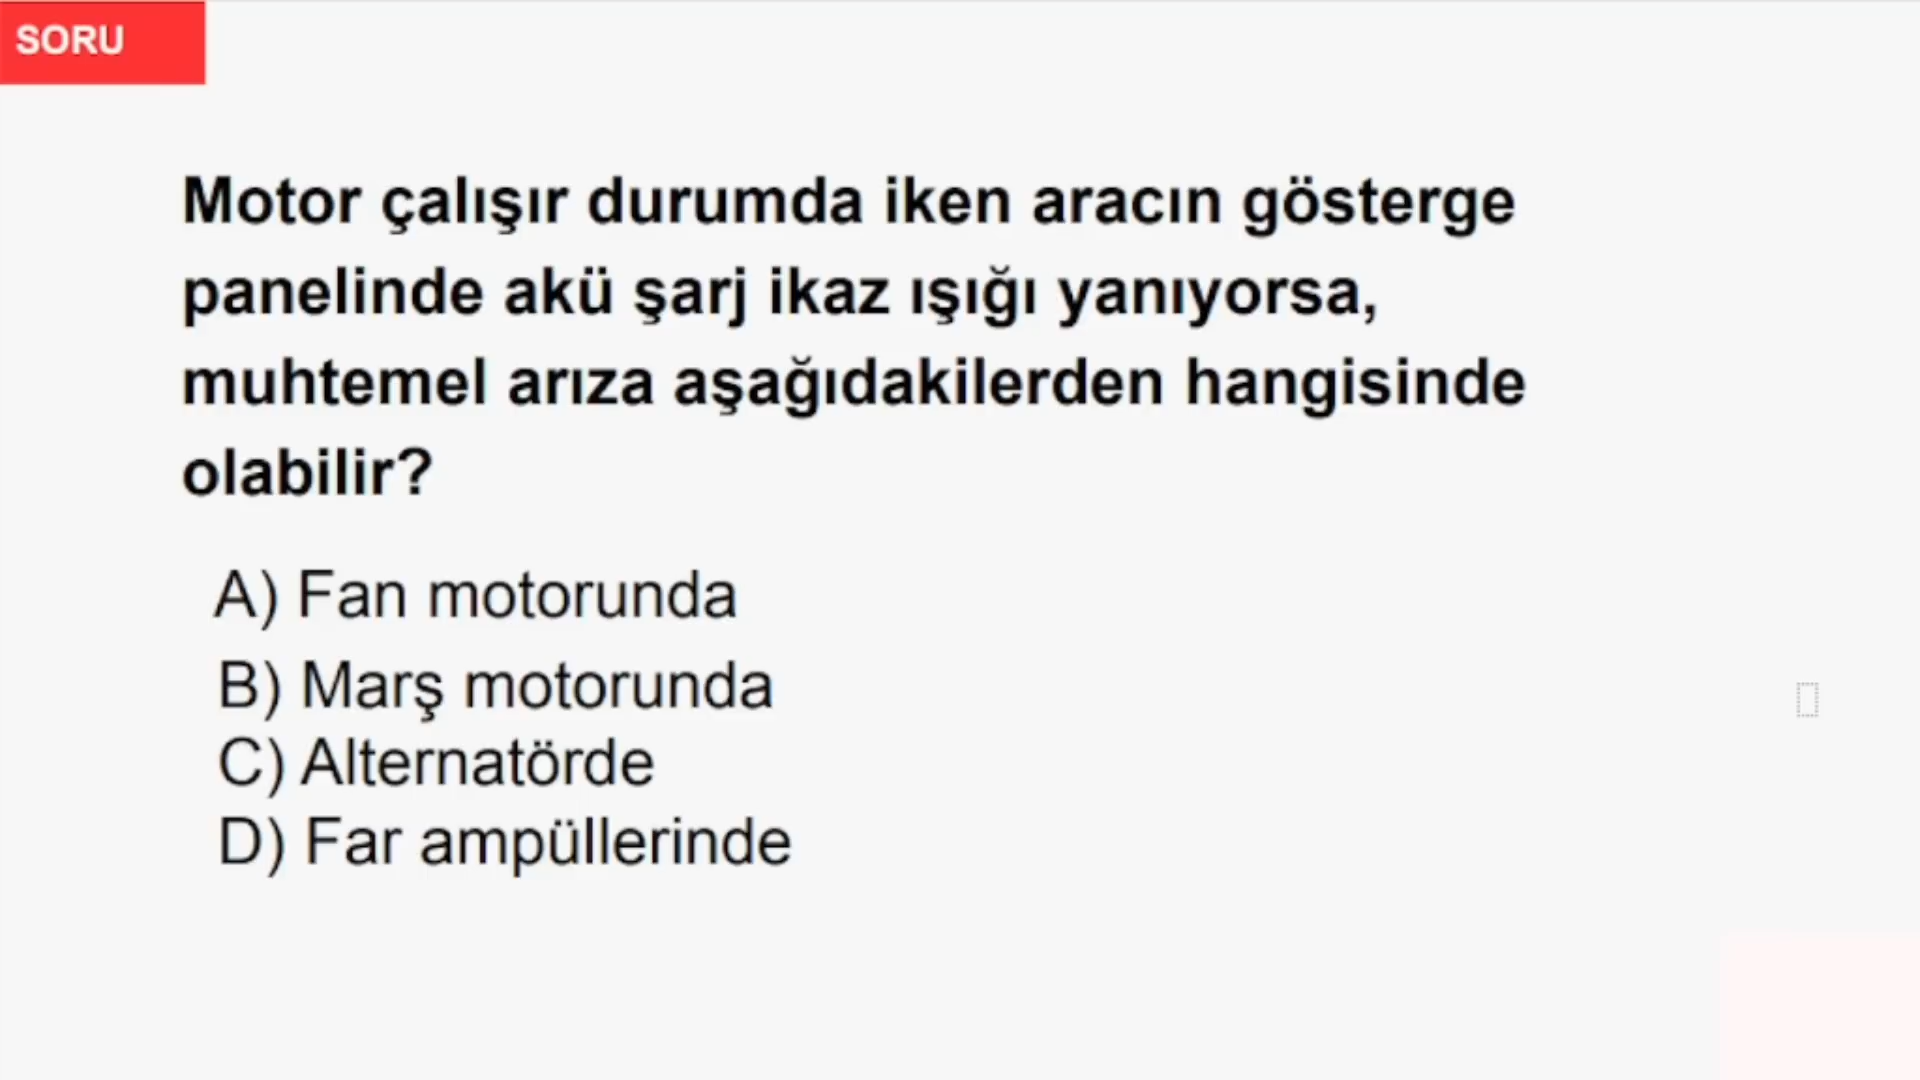 SORU
Motor çalışır durumda iken aracın gösterge
panelinde akü şarj ikaz ışığı yanıyorsa,
muhtemel arıza aşağıdakilerden hangisinde
olabilir?
A) Fan motorunda
B) Marş motorunda
C) Alternatörde
D) Far ampüllerinde